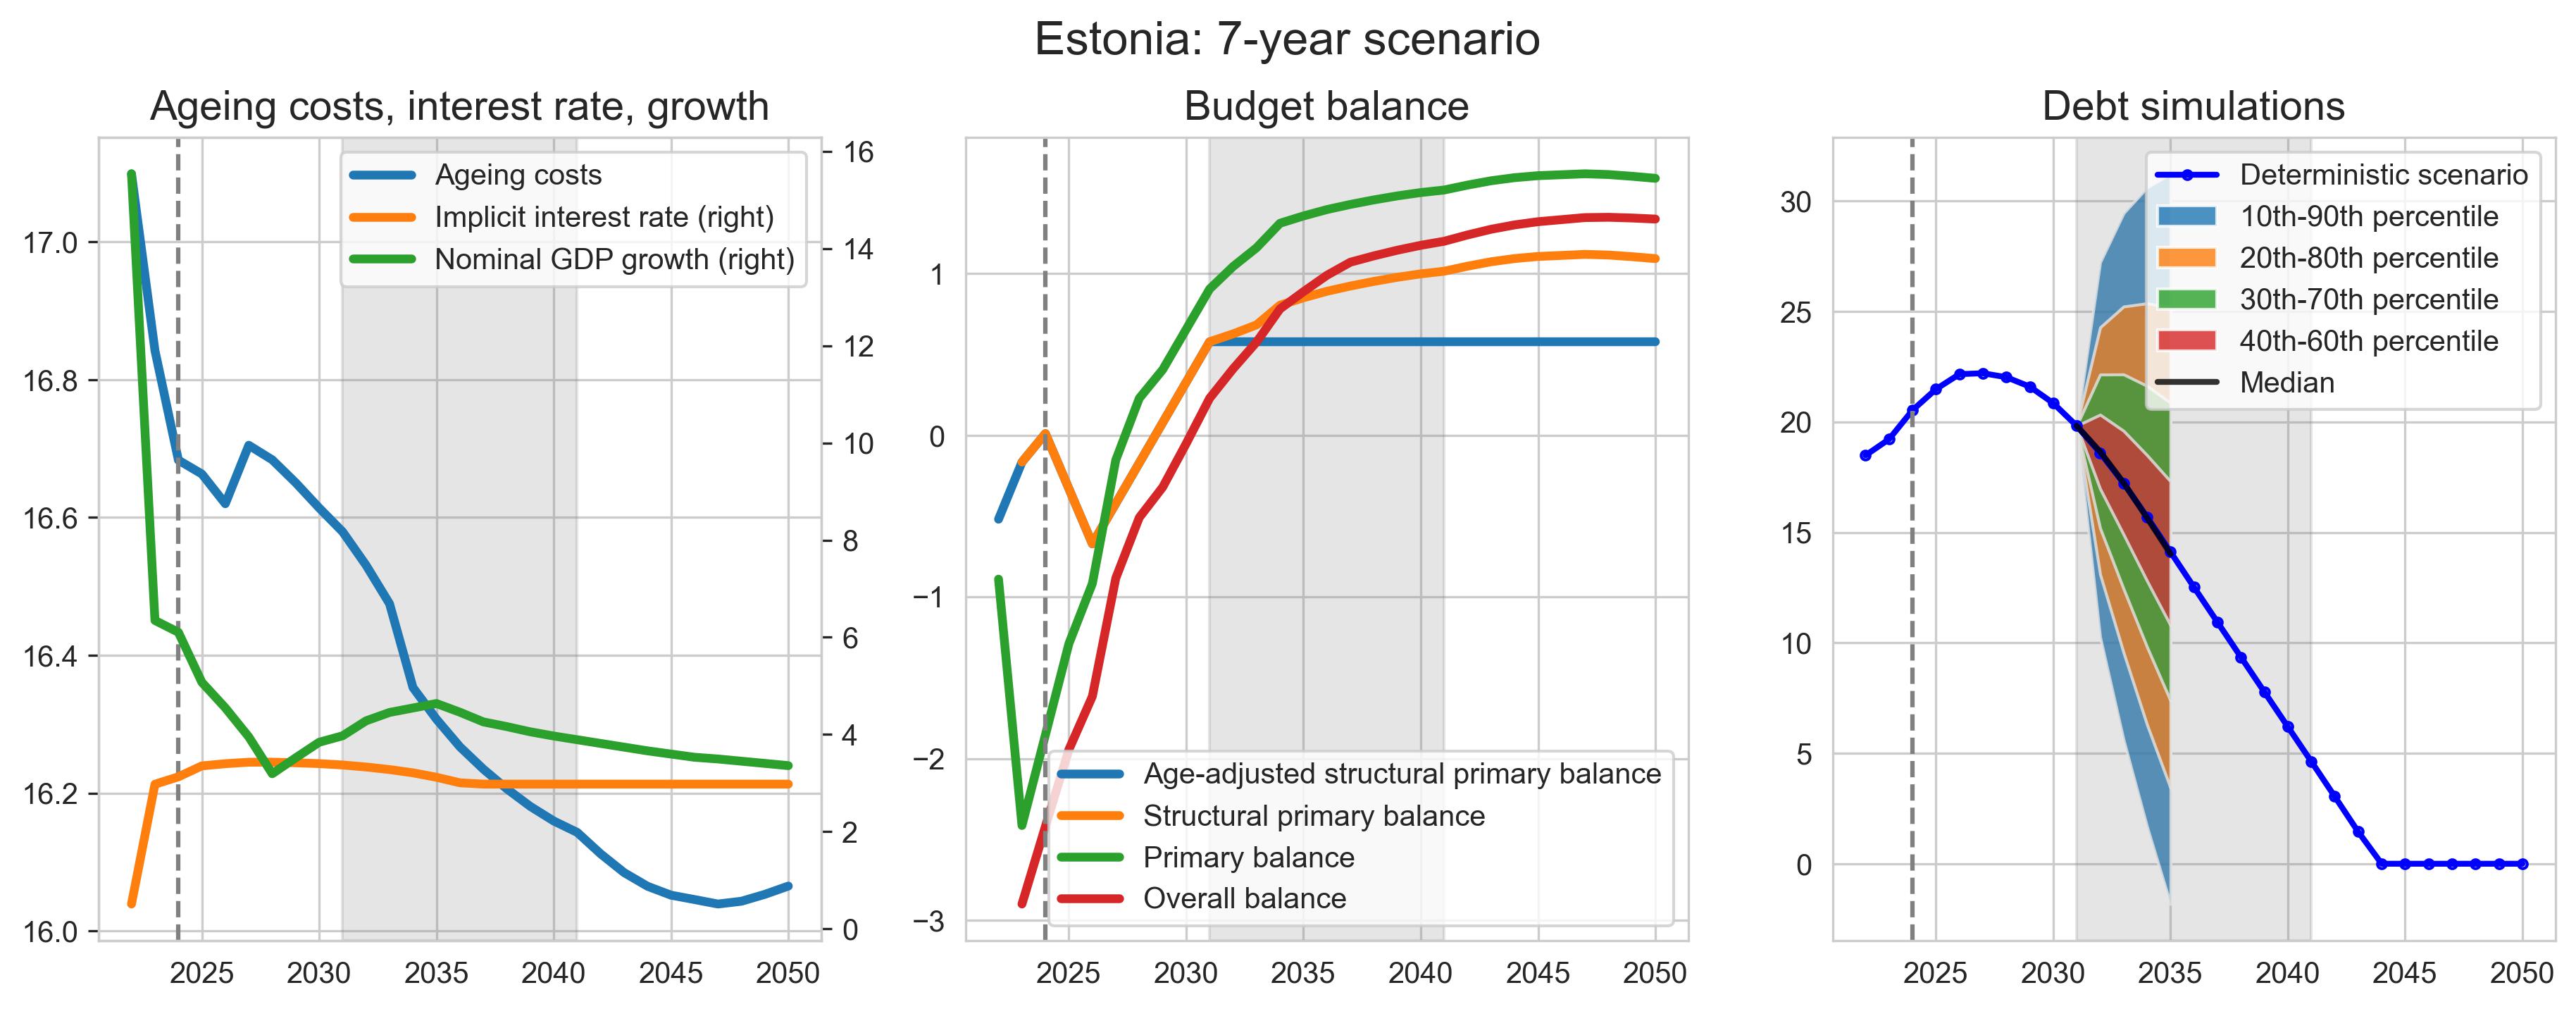 Estonia: 7-year scenario
Ageing costs, interest rate, growth
17.0
16.8
16.6
16.4
16.2
16.0
16
14
12
10
8
6
4
2
0
2025 2030 2035 2040 2045 2050
Ageing costs
Implicit interest rate (right)
Nominal GDP growth (right)
Budget balance
1
0
−1
−2
−3
2025 2030 2035 2040 2045 2050
Age-adjusted structural primary balance
Structural primary balance
Primary balance
Overall balance
Debt simulations
30
25
20
15
10
5
0
2025 2030 2035 2040 2045 2050
Deterministic scenario
10th-90th percentile
20th-80th percentile
30th-70th percentile
40th-60th percentile
Median